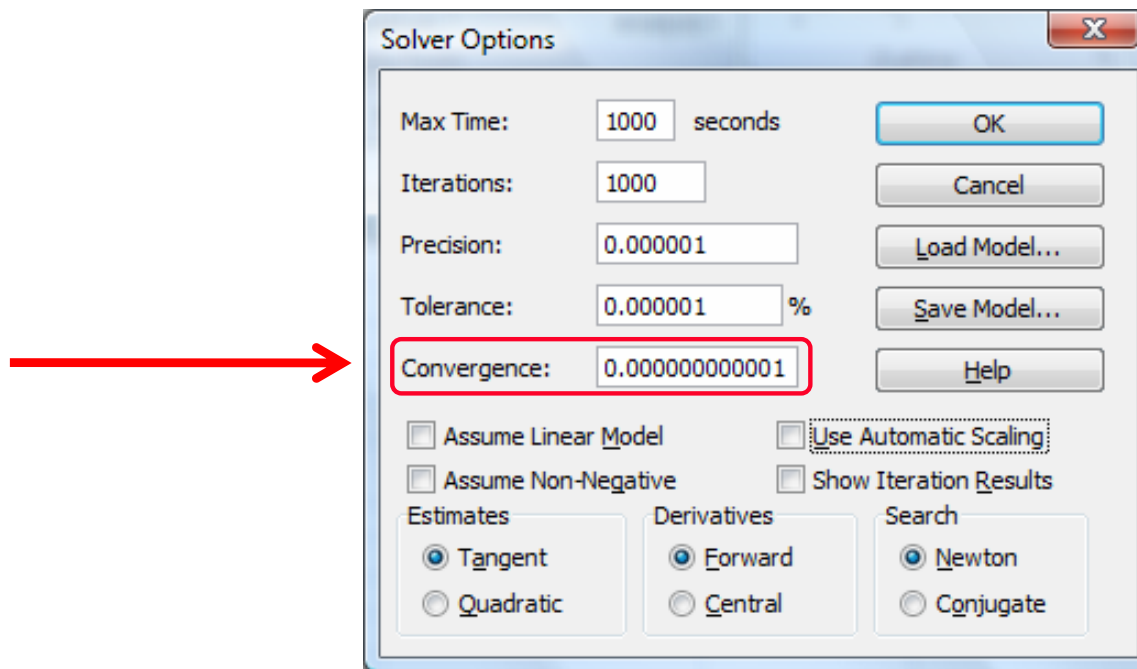 Solver Options
X
Max Time: 1000 seconds OK
Iterations: 1000 Cancel
Precision: 0.000001 Load Model...
Tolerance: 0.000001 % Save Model...
Convergence: 0.000000000001 Help
Assume Linear Model Use Automatic Scaling
Assume Non-Negative Show Iteration Results
Estimates Derivatives Search
Tangent Forward Newton
Quadratic Central Conjugate